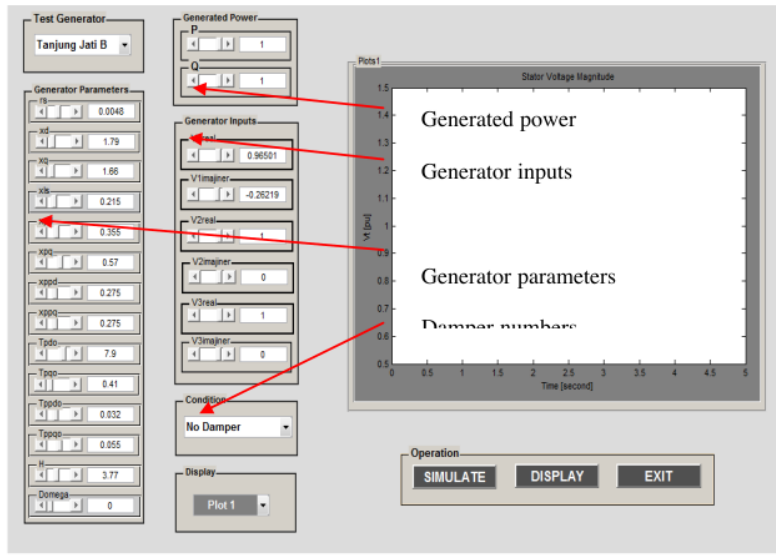 Test Generator
Tanjung Jati B
Generator Parameters
rs
0.0048
xd
1.79
xq
1.66
xls
0.215
0.355
xpq
0.57
xppd
0.275
xppq
0.275
Tpdo
7.9
Tpqo
0.41
Tppdo
0.032
Tppqo
0.055
H
3.77
Domega
0
Generated Power
P
1
Q
1
Generator Inputs
0.96501
V1imajiner
-0.26219
V2real
1
V2imajiner
0
V3real
1
V3imajiner
0
Condition
No Damper
Display
Plot 1
Plots1
Stator Voltage Magnitude
Vt [pu]
1.5
1.4
1.3
1.2
1.1
1
0.9
0.8
0.7
0.6
0.5
0 0.5 1 1.5 2 2.5 3 3.5 4 4.5 5
Time [second]
Generated power
Generator inputs
Generator parameters
Damper numbers
Operation
SIMULATE DISPLAY EXIT